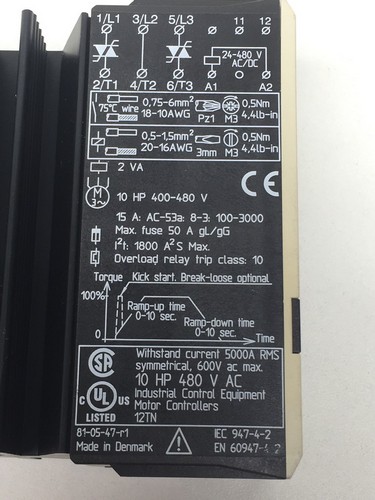 1/L1 3/L2 5/L3 11 12
24-480 V
AC/DC
2/T1 4/T2 6/T3 A1 A2
75°C wire 0,75-6mm² 0,5Nm
18-10AWG Pz1 M3 4,4lb-in
0,5-1,5mm² 0,5Nm
20-16AWG 3mm M3 4,4lb-in
2 VA
CE
M
3~
10 HP 400-480 V
15 A: AC-53a: 8-3: 100-3000
Max. fuse 50 A gL/gG
I²t: 1800 A²S Max.
Overload relay trip class: 10
Torque Kick start. Break-loose optional
100%
Ramp-up time
0-10 sec.
Ramp-down time
0-10 sec.
0 Time
Withstand current 5000A RMS
symmetrical, 600V ac max.
10 HP 480 V AC
Industrial Control Equipment
Motor Controllers
12TN
SA
C UL US
LISTED
81-05-47-r1 IEC 947-4-2
Made in Denmark EN 60947-4-2